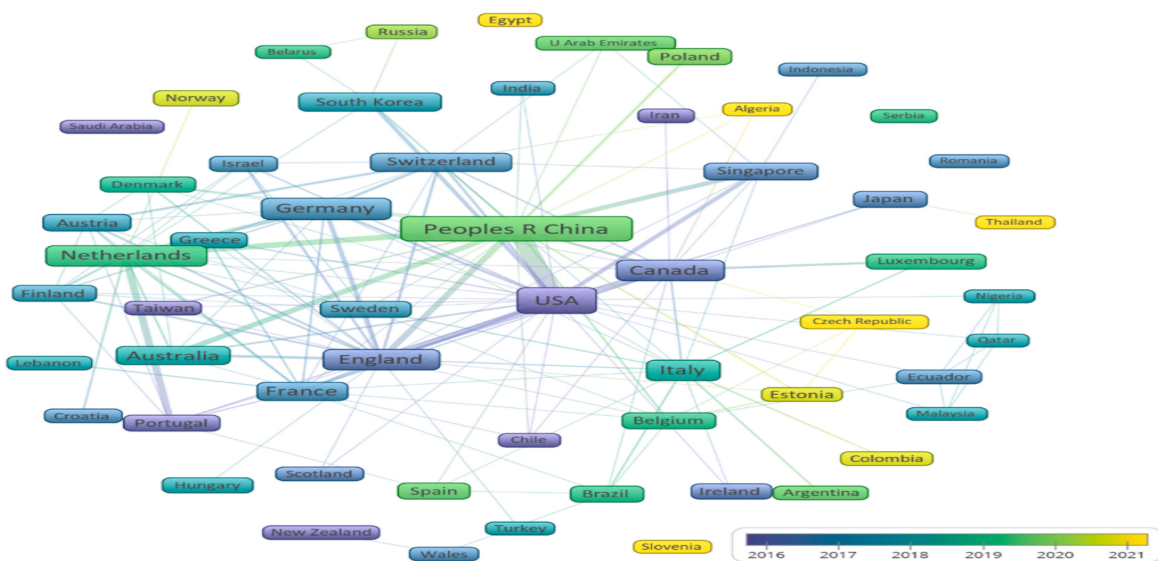 Egypt
Russia
U Arab Emirates
Belarus
Poland
Indonesia
India
Norway
South Korea
Algeria
Iran
Serbia
Saudi Arabia
Israel
Switzerland
Romania
Singapore
Denmark
Japan
Germany
Austria
Thailand
Peoples R China
Greece
Netherlands
Luxembourg
Canada
Finland
Nigeria
USA
Taiwan
Sweden
Czech Republic
Qatar
Australia
England
Lebanon
Italy
Ecuador
France
Estonia
Malaysia
Croatia
Portugal
Belgium
Chile
Colombia
Scotland
Hungary
Spain
Brazil
Ireland
Argentina
New Zealand
Turkey
Wales
Slovenia
2016 2017 2018 2019 2020 2021